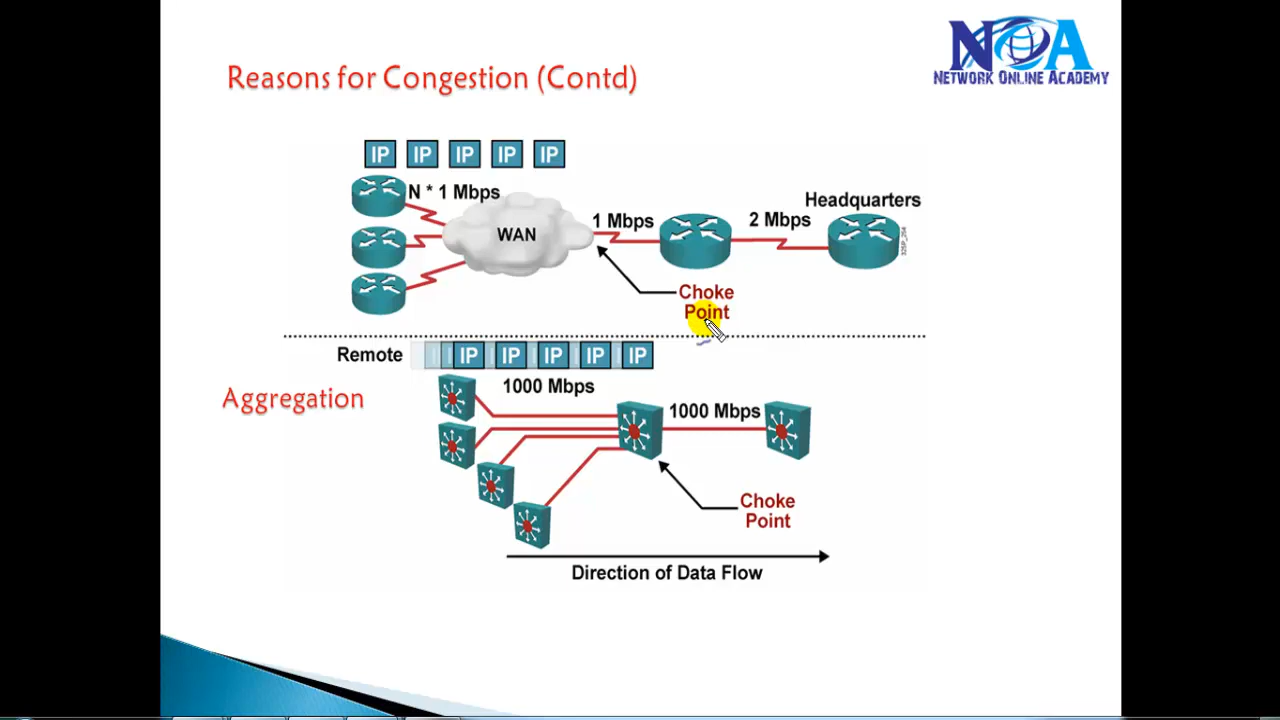 Reasons for Congestion (Contd)
NOA
NETWORK ONLINE ACADEMY
IP IP IP IP IP
N * 1 Mbps
WAN
1 Mbps
2 Mbps
Headquarters
Choke
Point
Remote
IP IP IP IP IP
Aggregation
1000 Mbps
1000 Mbps
Choke
Point
Direction of Data Flow